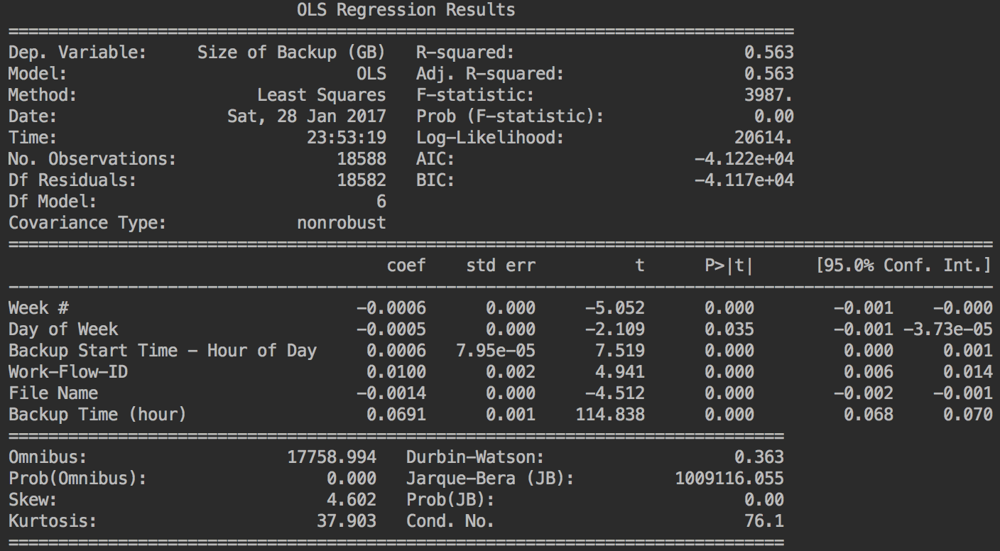 OLS Regression Results
==============================================================================
Dep. Variable:     Size of Backup (GB)   R-squared:                       0.563
Model:                             OLS   Adj. R-squared:                  0.563
Method:                  Least Squares   F-statistic:                     3987.
Date:                 Sat, 28 Jan 2017   Prob (F-statistic):               0.00
Time:                         23:53:19   Log-Likelihood:                 20614.
No. Observations:                18588   AIC:                        -4.122e+04
Df Residuals:                    18582   BIC:                        -4.117e+04
Df Model:                            6
Covariance Type:             nonrobust
==============================================================================
coef    std err          t      P>|t|      [95.0% Conf. Int.]
------------------------------------------------------------------------------
Week #                             -0.0006      0.000     -5.052      0.000        -0.001    -0.000
Day of Week                        -0.0005      0.000     -2.109      0.035        -0.001 -3.73e-05
Backup Start Time - Hour of Day     0.0006   7.95e-05      7.519      0.000         0.000     0.001
Work-Flow-ID                        0.0100      0.002      4.941      0.000         0.006     0.014
File Name                          -0.0014      0.000     -4.512      0.000        -0.002    -0.001
Backup Time (hour)                  0.0691      0.001    114.838      0.000         0.068     0.070
==============================================================================
Omnibus:                    17758.994   Durbin-Watson:                   0.363
Prob(Omnibus):                  0.000   Jarque-Bera (JB):          1009116.055
Skew:                           4.602   Prob(JB):                         0.00
Kurtosis:                      37.903   Cond. No.                         76.1
==============================================================================